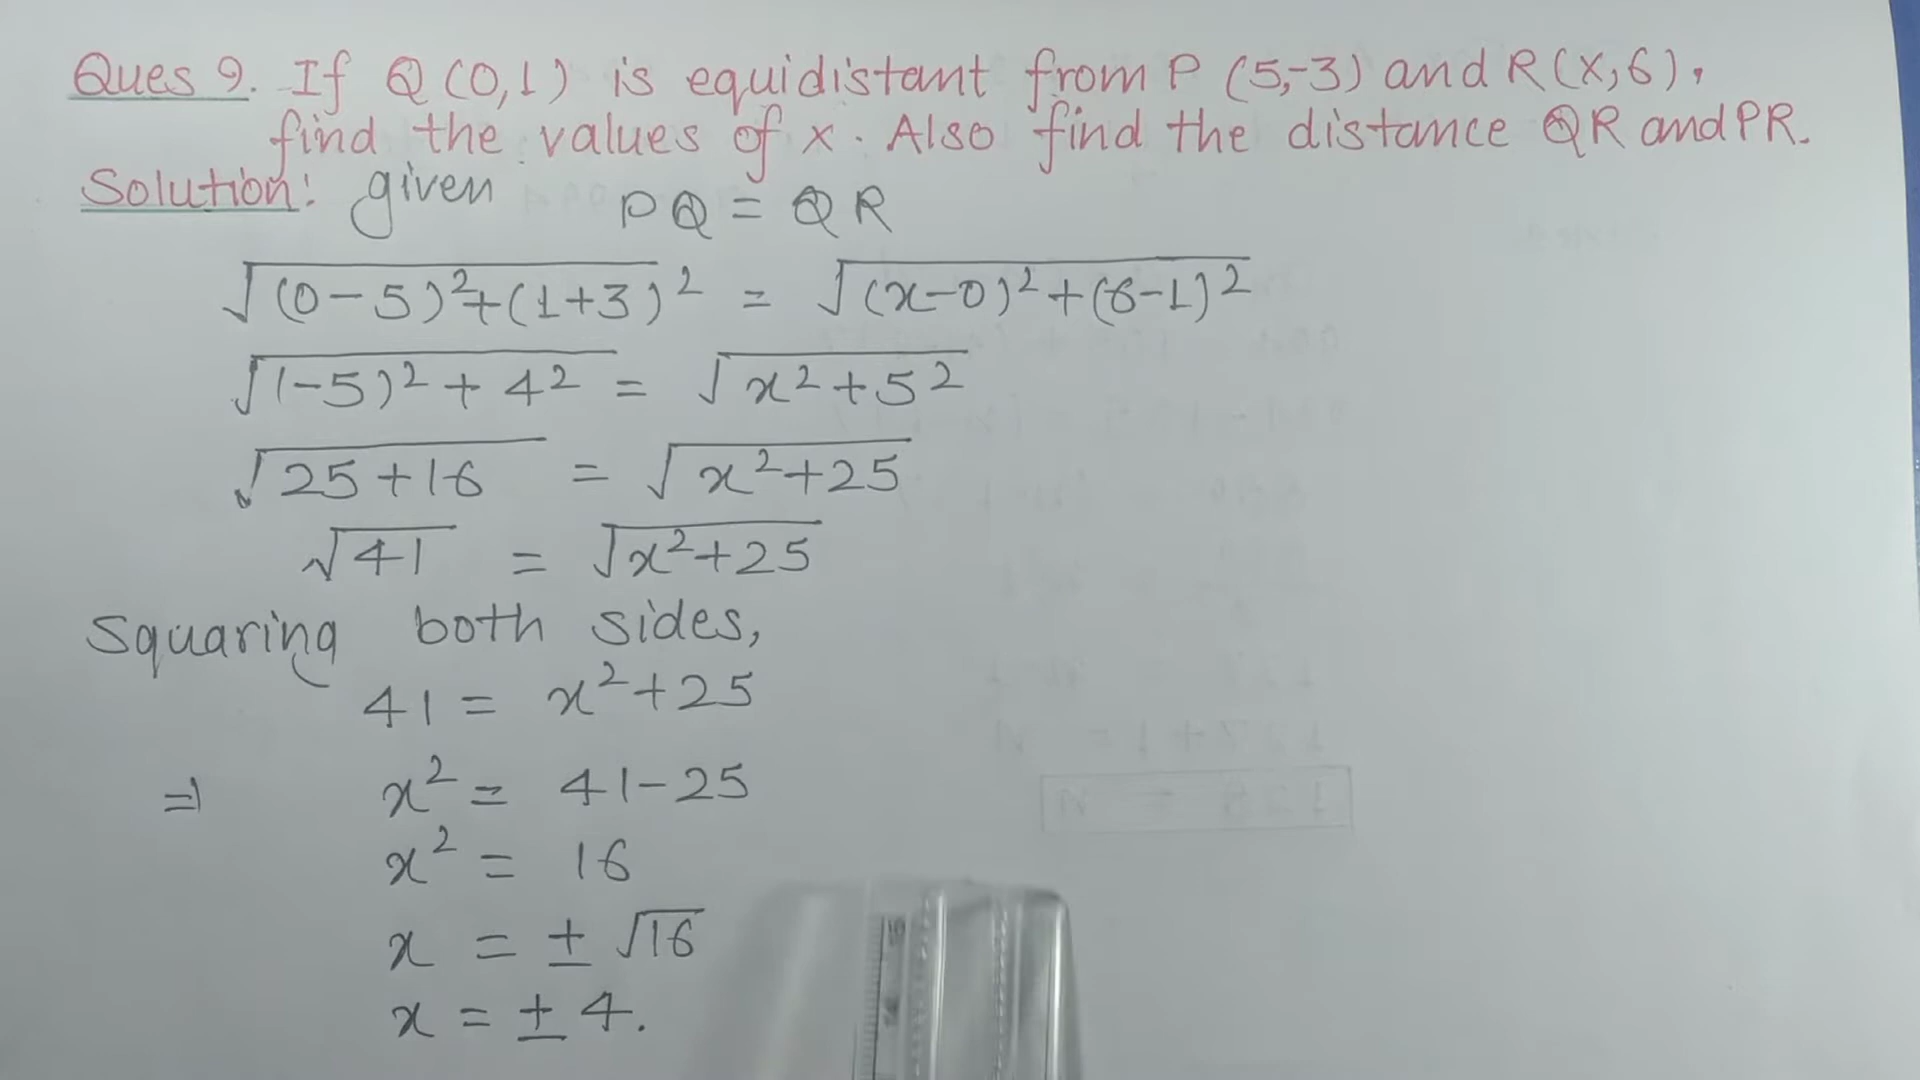 Ques 9. If Q (0,1) is equidistant from P (5,-3) and R(x,6),
find the values of x. Also find the distance QR and PR.
Solution: given PQ = QR
√(0-5)²+(1+3)² = √(x-0)²+(6-1)²
√(-5)²+4² = √x²+5²
√25+16 = √x²+25
√41 = √x²+25
Squaring both sides,
41 = x²+25
⇒ x² = 41-25
x² = 16
x = ± √16
x = ± 4.